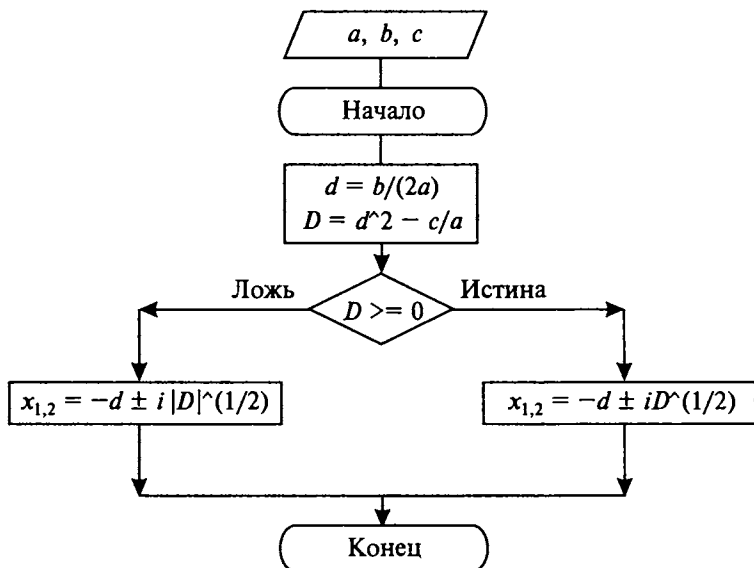 a, b, c
Начало
d = b/(2a)
D = d^2 − c/a
Ложь
D >= 0
Истина
x₁,₂ = −d ± i |D|^(1/2)
x₁,₂ = −d ± iD^(1/2)
Конец